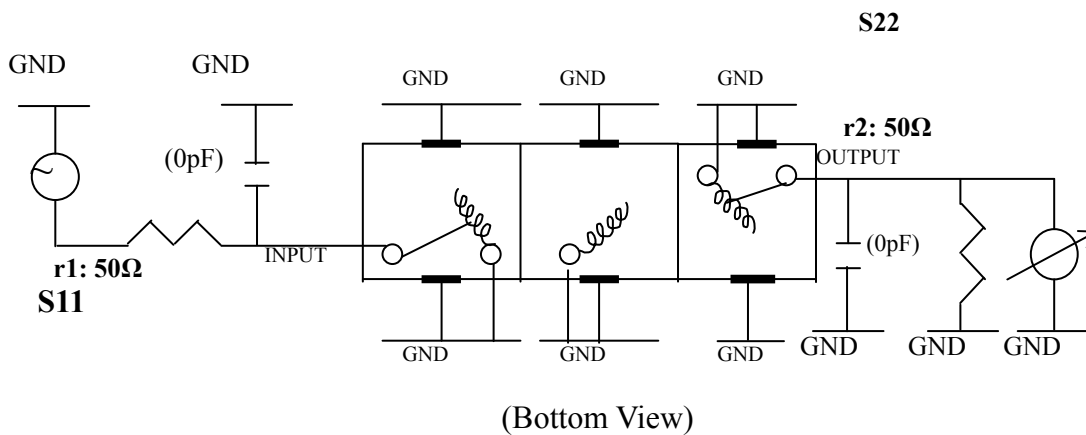 S22
GND
GND
GND
GND
GND
r2: 50Ω
(0pF)
OUTPUT
INPUT
(0pF)
r1: 50Ω
S11
GND
GND
GND
GND
GND
GND
(Bottom View)